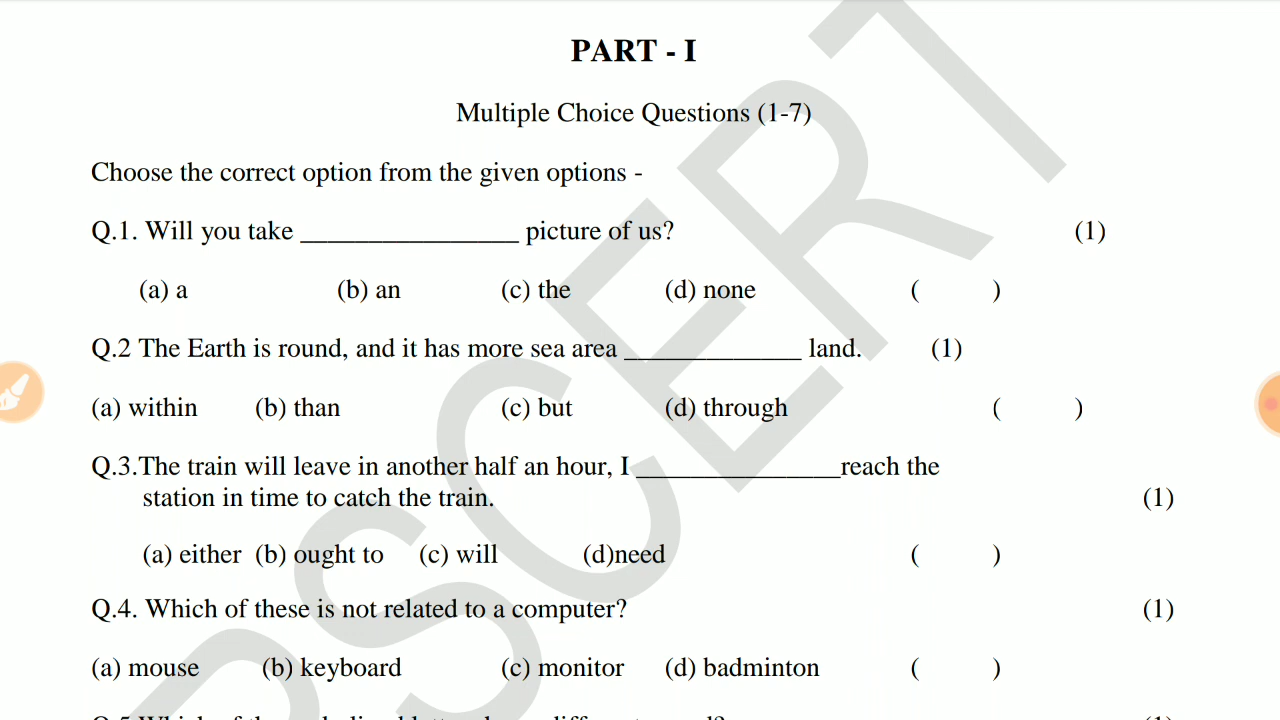 PART - I
Multiple Choice Questions (1-7)
Choose the correct option from the given options -
Q.1. Will you take ________________ picture of us? (1)
(a) a (b) an (c) the (d) none ( )
Q.2 The Earth is round, and it has more sea area _____________ land. (1)
(a) within (b) than (c) but (d) through ( )
Q.3.The train will leave in another half an hour, I _______________reach the
station in time to catch the train. (1)
(a) either (b) ought to (c) will (d)need ( )
Q.4. Which of these is not related to a computer? (1)
(a) mouse (b) keyboard (c) monitor (d) badminton ( )
PSCERT